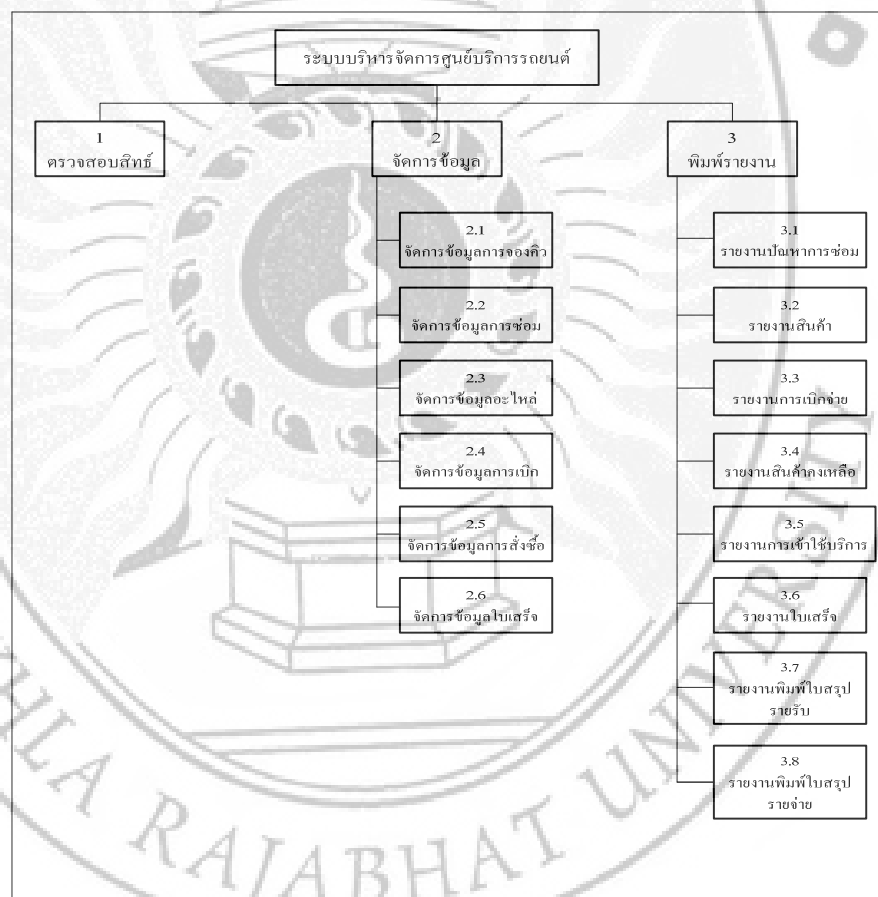 ระบบบริหารจัดการศูนย์บริการรถยนต์
1
ตรวจสอบสิทธ์
2
จัดการข้อมูล
3
พิมพ์รายงาน
2.1
จัดการข้อมูลการจองคิว
2.2
จัดการข้อมูลการซ่อม
2.3
จัดการข้อมูลอะไหล่
2.4
จัดการข้อมูลการเบิก
2.5
จัดการข้อมูลการสั่งซื้อ
2.6
จัดการข้อมูลใบเสร็จ
3.1
รายงานปัณหาการซ่อม
3.2
รายงานสินค้า
3.3
รายงานการเบิกจ่าย
3.4
รายงานสินค้าคงเหลือ
3.5
รายงานการเข้าใช้บริการ
3.6
รายงานใบเสร็จ
3.7
รายงานพิมพ์ใบสรุป
รายรับ
3.8
รายงานพิมพ์ใบสรุป
รายจ่าย
RAJABHAT UNIVERSITY